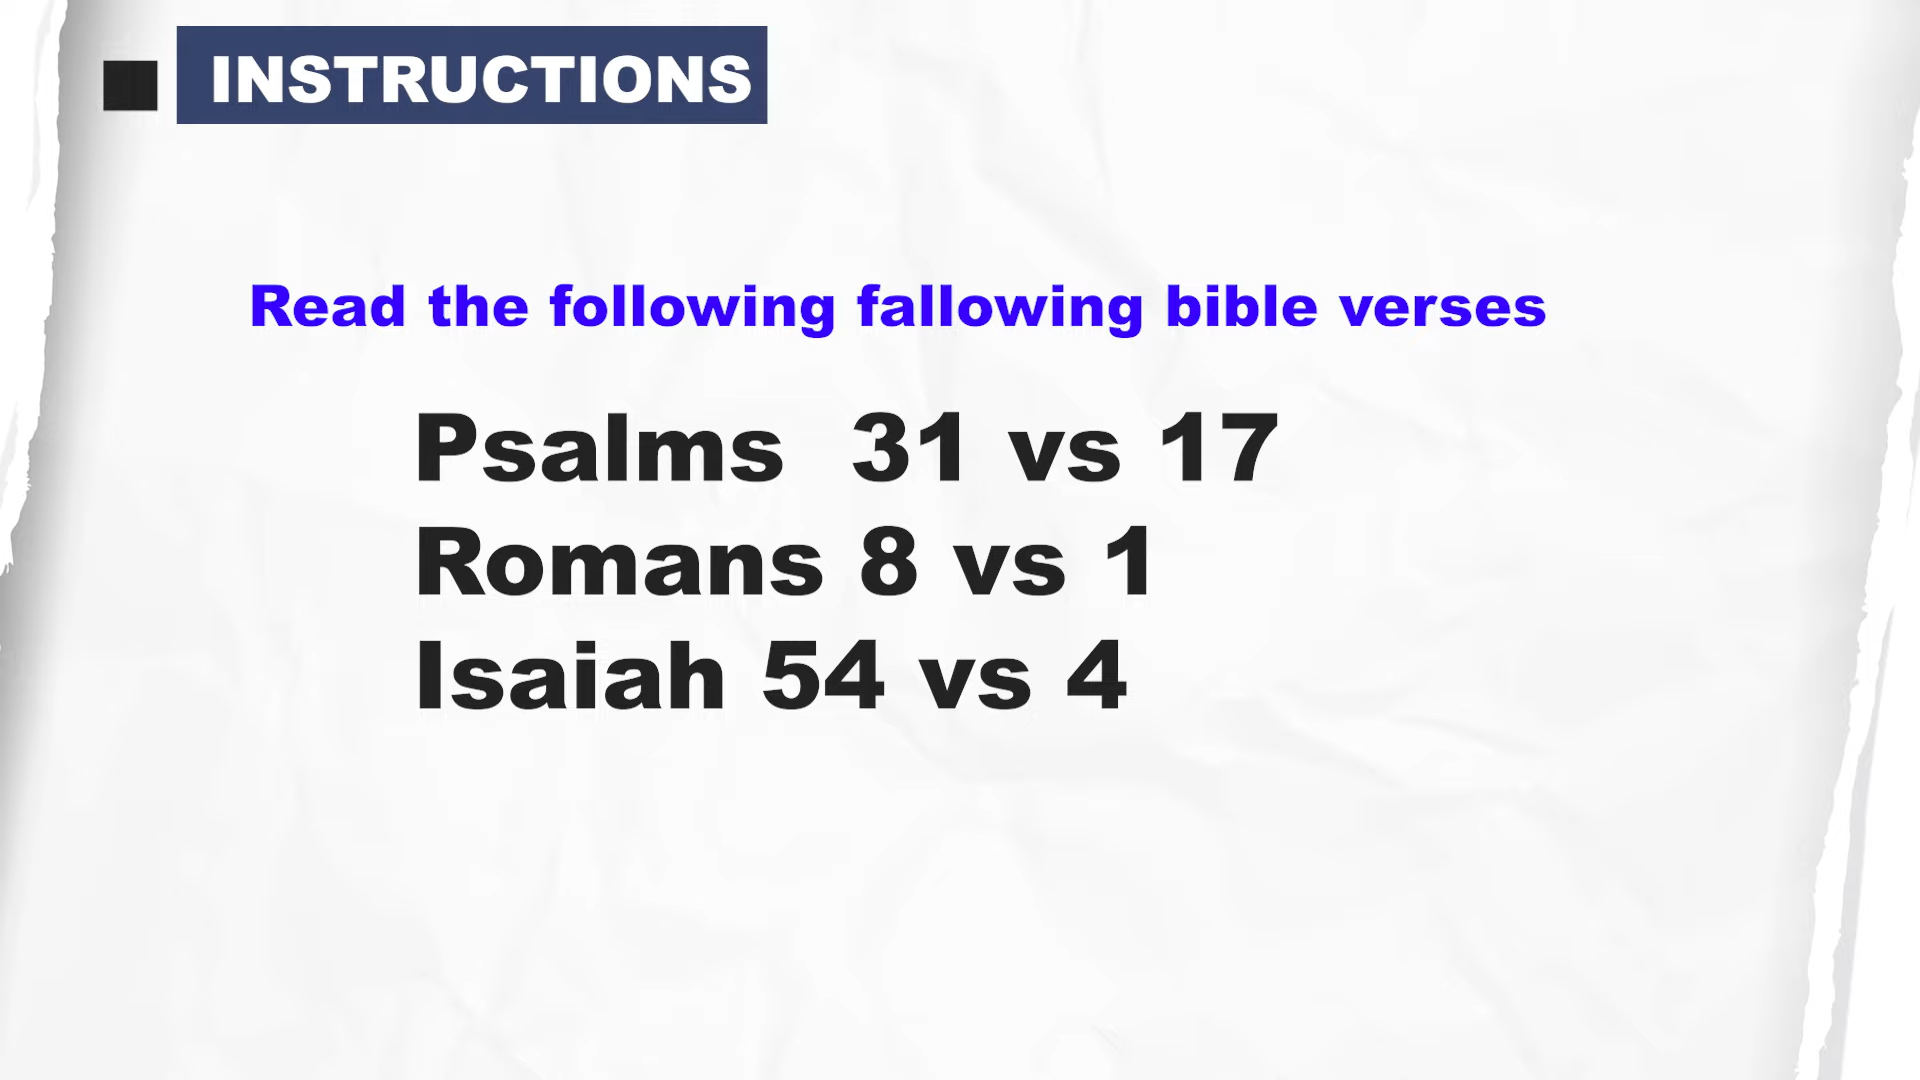 INSTRUCTIONS
Read the following fallowing bible verses
Psalms 31 vs 17
Romans 8 vs 1
Isaiah 54 vs 4